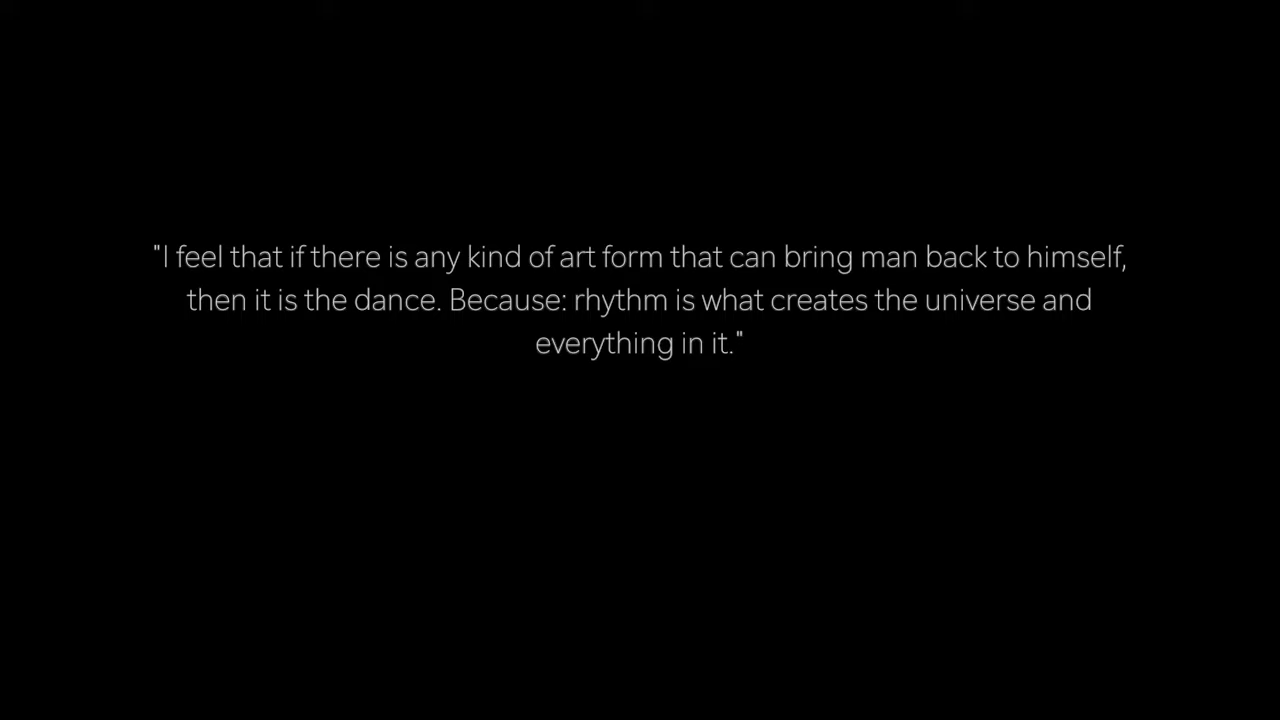 "I feel that if there is any kind of art form that can bring man back to himself,
then it is the dance. Because: rhythm is what creates the universe and
everything in it."